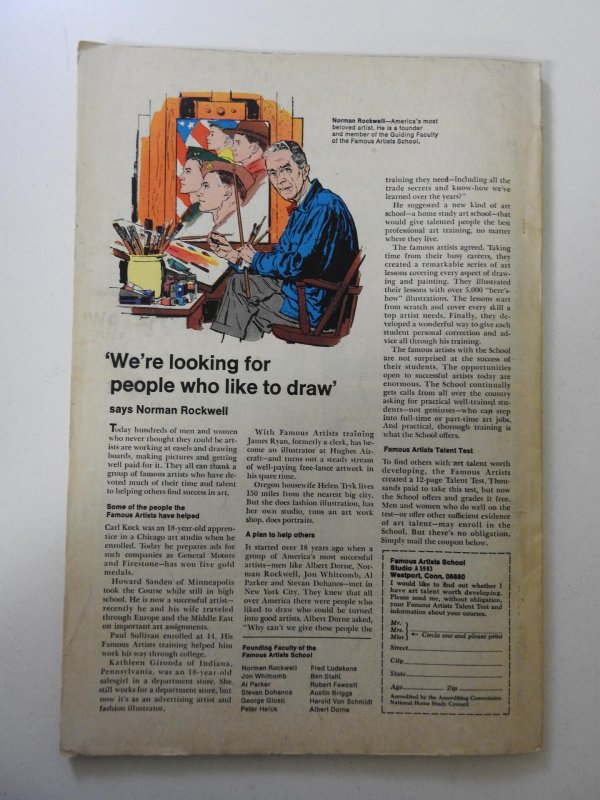 Norman Rockwell—America's most
beloved artist. He is a founder
and member of the Guiding Faculty
of the Famous Artists School.
'We're looking for
people who like to draw'
says Norman Rockwell
Today hundreds of men and women
who never thought they could be art-
ists are working at easels and drawing
boards, making pictures and getting
well paid for it. They all can thank a
group of famous artists who have de-
voted much of their time and talent
to helping others find success in art.
Some of the people the
Famous Artists have helped
Carl Kock was an 18-year-old appren-
tice in a Chicago art studio when he
enrolled. Today he prepares ads for
such companies as General Motors
and Firestone—has won five gold
medals.
Howard Sanden of Minneapolis
took the Course while still in high
school. He is now a successful artist—
recently he and his wife traveled
through Europe and the Middle East
on important art assignments.
Paul Sullivan enrolled at H. His
Famous Artists training helped him
work his way through college.
Kathleen Gironda of Indiana,
Pennsylvania, was an 18-year-old
salesgirl in a department store. She
still works for a department store, but
now it's as an advertising artist and
fashion illustrator.
With Famous Artists training
James Ryan, formerly a clerk, has be-
come an illustrator at Hughes Air-
craft—and turns out a steady stream
of well-paying free-lance artwork in
his spare time.
Oregon housewife Helen Tryk lives
150 miles from the nearest big city.
But she does fashion illustration, has
her own studio, runs an art work
shop, does portraits.
A plan to help others
It started over 18 years ago when a
group of America's most successful
artists—men like Albert Dorne, Nor-
man Rockwell, Jon Whitcomb, Al
Parker and Stevan Dohanos—met in
New York City. They knew that all
over America there were people who
liked to draw who could be turned
into good artists. Albert Dorne asked,
"Why can't we give these people the
Founding Faculty of the
Famous Artists School
Norman Rockwell
Jon Whitcomb
Al Parker
Stevan Dohanos
George Giusti
Peter Helck
Fred Ludekens
Ben Stahl
Robert Fawcett
Austin Briggs
Harold Von Schmidt
Albert Dorne
training they need—including all the
trade secrets and know-how we've
learned over the years?"
He suggested a new kind of art
school—a home study art school—that
would give talented people the best
professional art training, no matter
where they live.
The famous artists agreed. Taking
time from their busy careers, they
created a remarkable series of art
lessons covering every aspect of draw-
ing and painting. They illustrated
their lessons with over 5,000 "here's-
how" illustrations. The lessons start
from scratch and cover every skill a
top artist needs. Finally, they de-
veloped a wonderful way to give each
student personal correction and ad-
vice all through his training.
The famous artists with the School
are not surprised at the success of
their students. The opportunities
open to successful artists today are
enormous. The School continually
gets calls from all over the country
asking for practical well-trained stu-
dents—not geniuses—who can step
into full-time or part-time art jobs.
And practical, thorough training is
what the School offers.
Famous Artists Talent Test
To find others with art talent worth
developing, the Famous Artists
created a 12-page Talent Test. Thou-
sands paid to take this test, but now
the School offers and grades it free.
Men and women who do well on the
test—or offer other sufficient evidence
of art talent—may enroll in the
School. But there's no obligation.
Simply mail the coupon below.
Famous Artists School
Studio
Westport, Conn. 06880
I would like to find out whether I
have art talent worth developing.
Please send me, without obligation,
your Famous Artists Talent Test and
information about your courses.
Mr.
Mrs.
Miss ← Circle one and please print
Street
City
State
Age Zip
Accredited by the Accrediting Commission
National Home Study Council